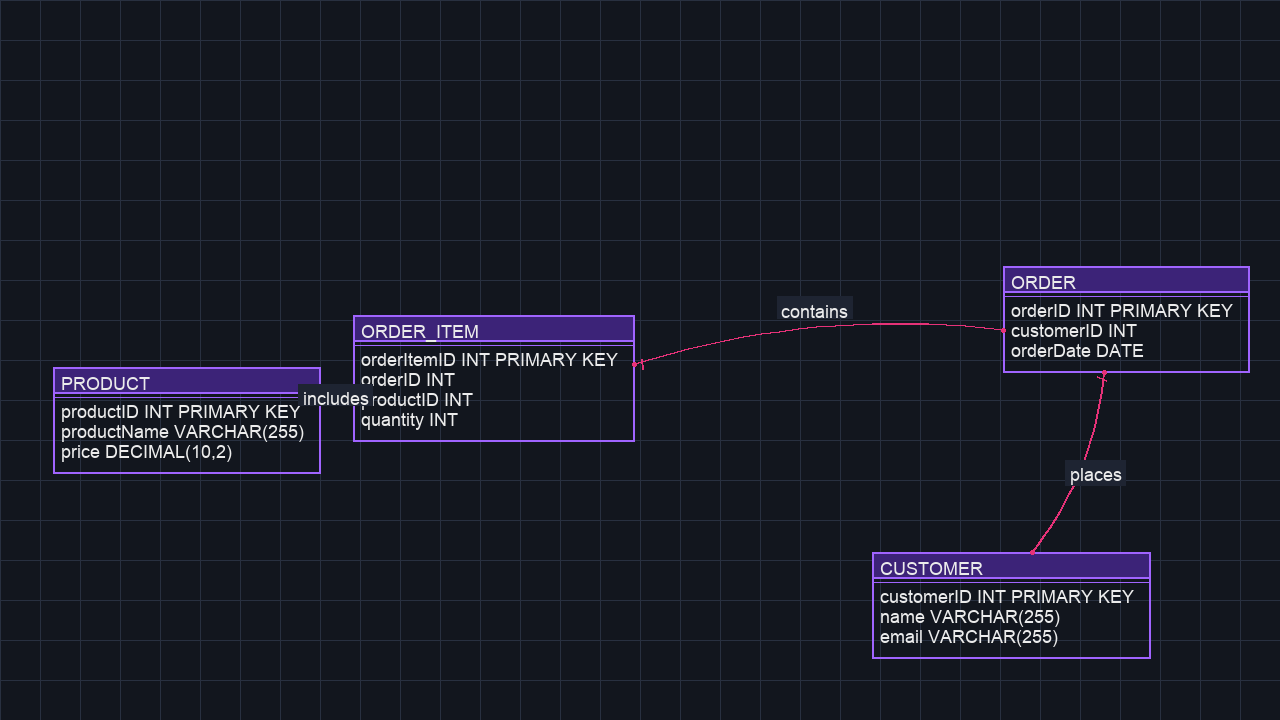 ORDER
orderID INT PRIMARY KEY
customerID INT
orderDate DATE
contains
ORDER_ITEM
orderItemID INT PRIMARY KEY
orderID INT
productID INT
quantity INT
includes
PRODUCT
productID INT PRIMARY KEY
productName VARCHAR(255)
price DECIMAL(10,2)
places
CUSTOMER
customerID INT PRIMARY KEY
name VARCHAR(255)
email VARCHAR(255)